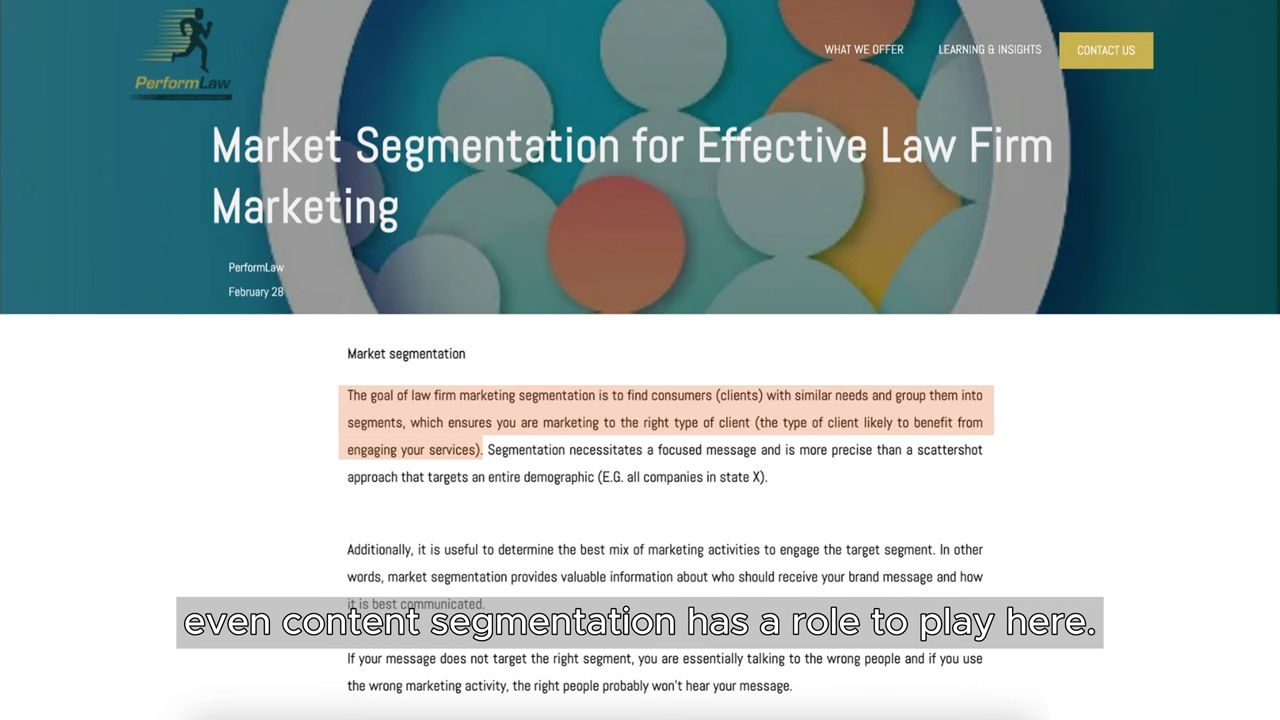 PerformLaw
WHAT WE OFFER
LEARNING & INSIGHTS
CONTACT US
Market Segmentation for Effective Law Firm
Marketing
PerformLaw
February 28
Market segmentation
The goal of law firm marketing segmentation is to find consumers (clients) with similar needs and group them into
segments, which ensures you are marketing to the right type of client (the type of client likely to benefit from
engaging your services). Segmentation necessitates a focused message and is more precise than a scattershot
approach that targets an entire demographic (E.G. all companies in state X).
Additionally, it is useful to determine the best mix of marketing activities to engage the target segment. In other
words, market segmentation provides valuable information about who should receive your brand message and how
it is best communicated.
even content segmentation has a role to play here.
If your message does not target the right segment, you are essentially talking to the wrong people and if you use
the wrong marketing activity, the right people probably won't hear your message.